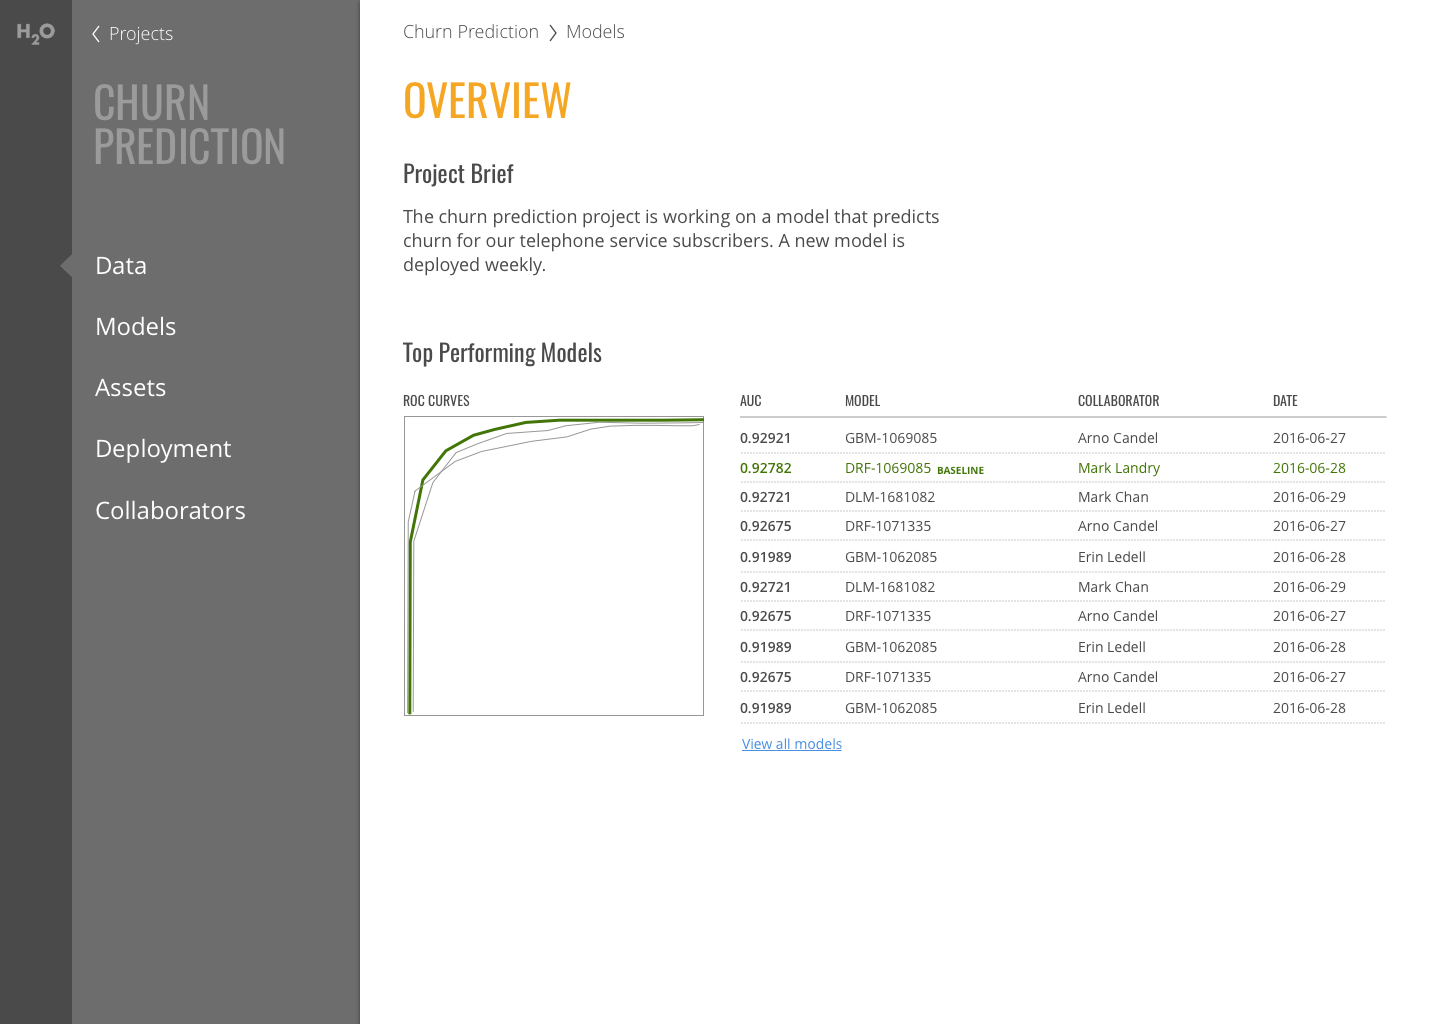 H2O
Projects
CHURN
PREDICTION
Data
Models
Assets
Deployment
Collaborators
Churn Prediction > Models
OVERVIEW
Project Brief
The churn prediction project is working on a model that predicts
churn for our telephone service subscribers. A new model is
deployed weekly.
Top Performing Models
ROC CURVES
AUC MODEL COLLABORATOR DATE
0.92921 GBM-1069085 Arno Candel 2016-06-27
0.92782 DRF-1069085 BASELINE Mark Landry 2016-06-28
0.92721 DLM-1681082 Mark Chan 2016-06-29
0.92675 DRF-1071335 Arno Candel 2016-06-27
0.91989 GBM-1062085 Erin Ledell 2016-06-28
0.92721 DLM-1681082 Mark Chan 2016-06-29
0.92675 DRF-1071335 Arno Candel 2016-06-27
0.91989 GBM-1062085 Erin Ledell 2016-06-28
0.92675 DRF-1071335 Arno Candel 2016-06-27
0.91989 GBM-1062085 Erin Ledell 2016-06-28
View all models